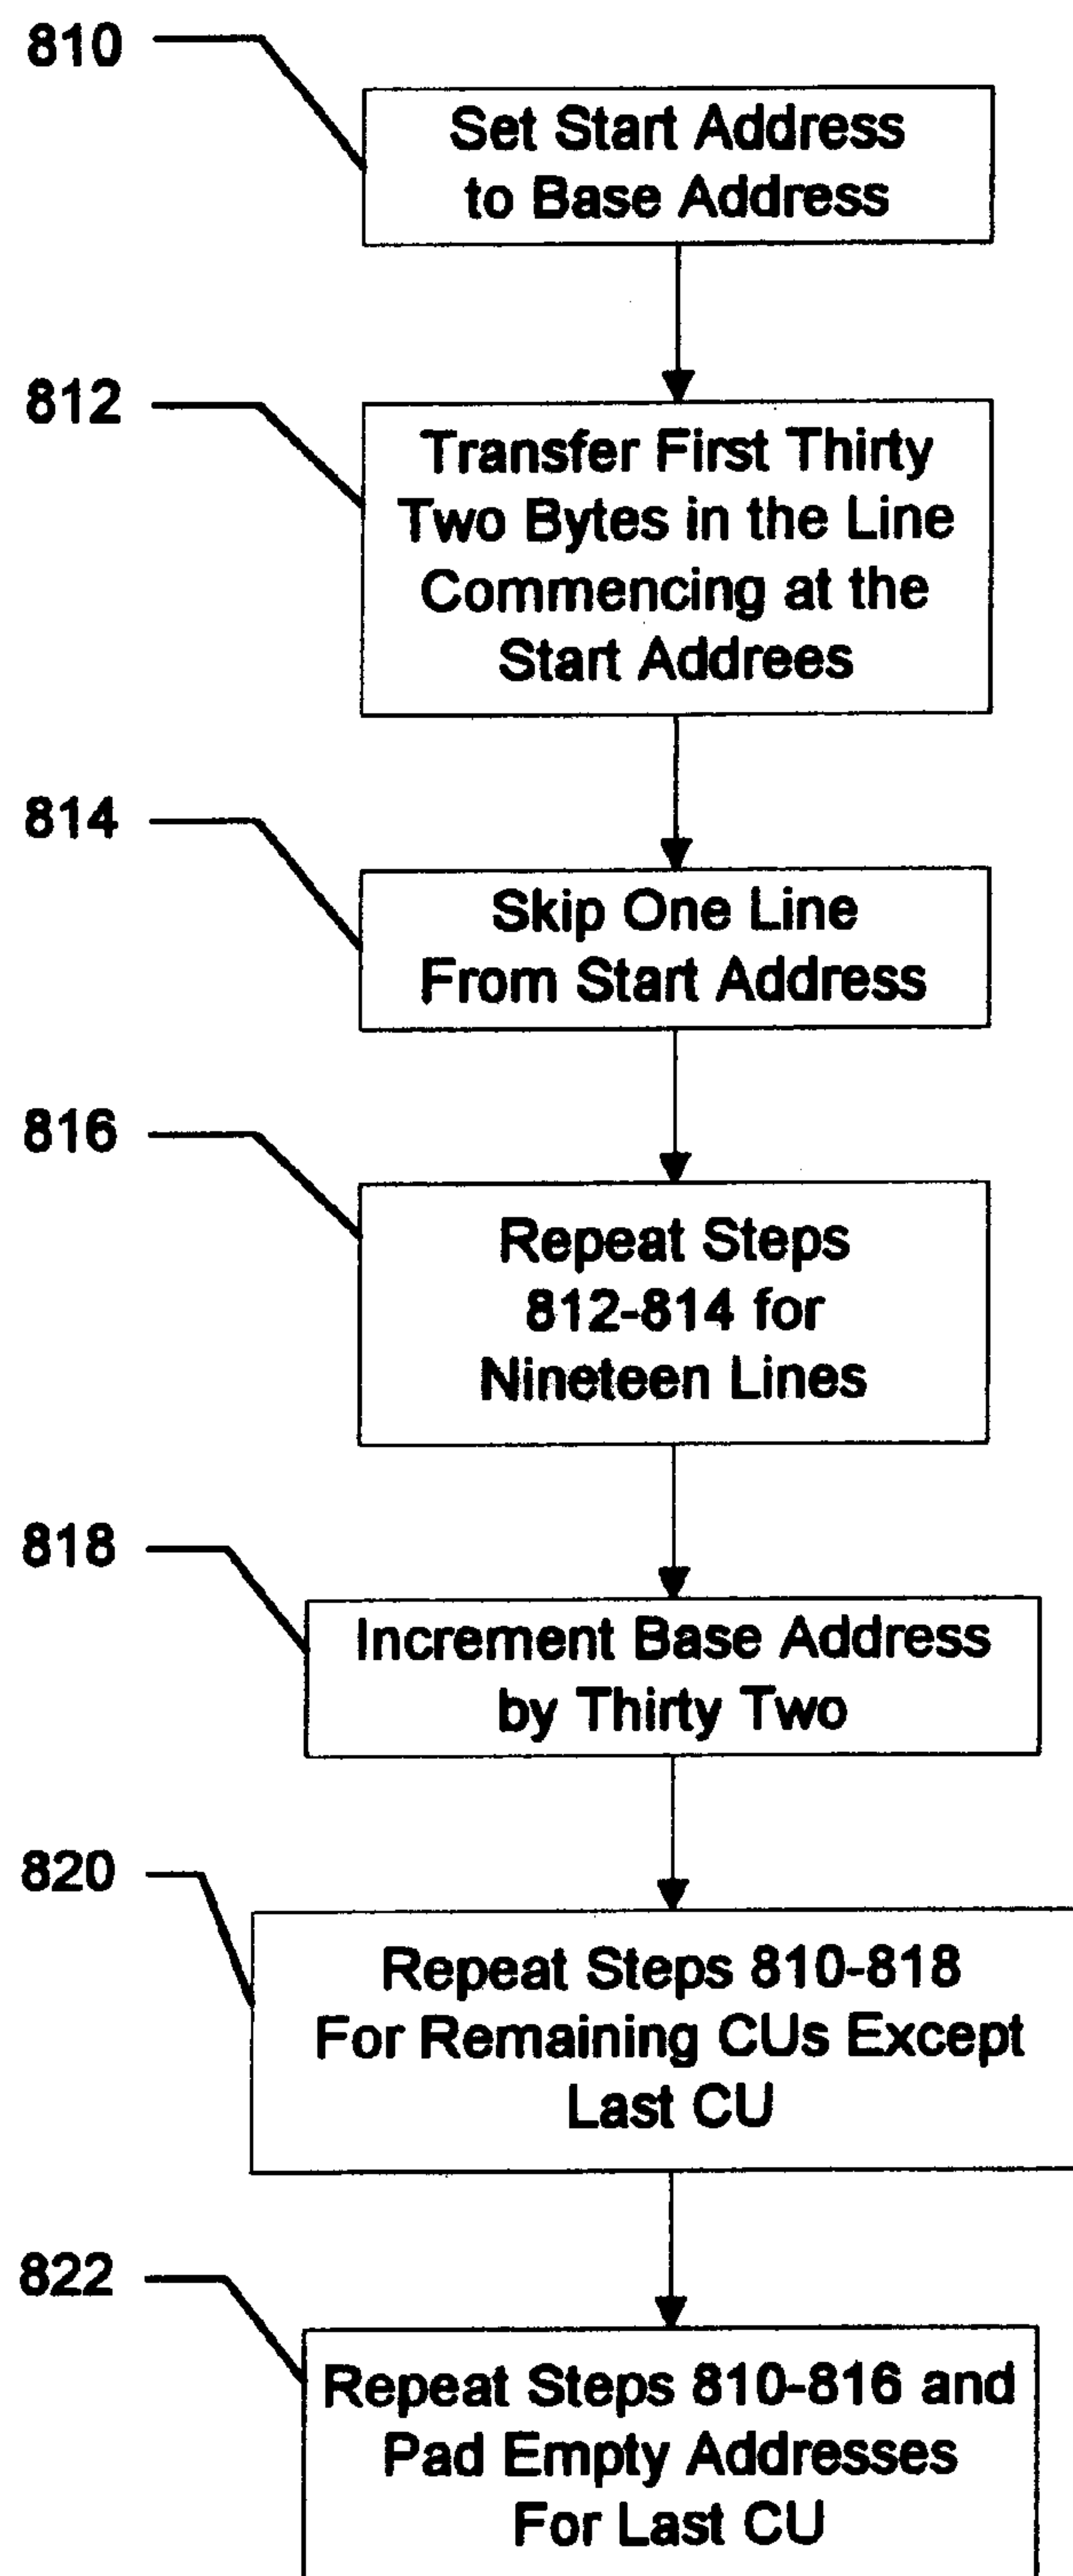 810
Set Start Address
to Base Address
812
Transfer First Thirty
Two Bytes in the Line
Commencing at the
Start Addrees
814
Skip One Line
From Start Address
816
Repeat Steps
812-814 for
Nineteen Lines
818
Increment Base Address
by Thirty Two
820
Repeat Steps 810-818
For Remaining CUs Except
Last CU
822
Repeat Steps 810-816 and
Pad Empty Addresses
For Last CU